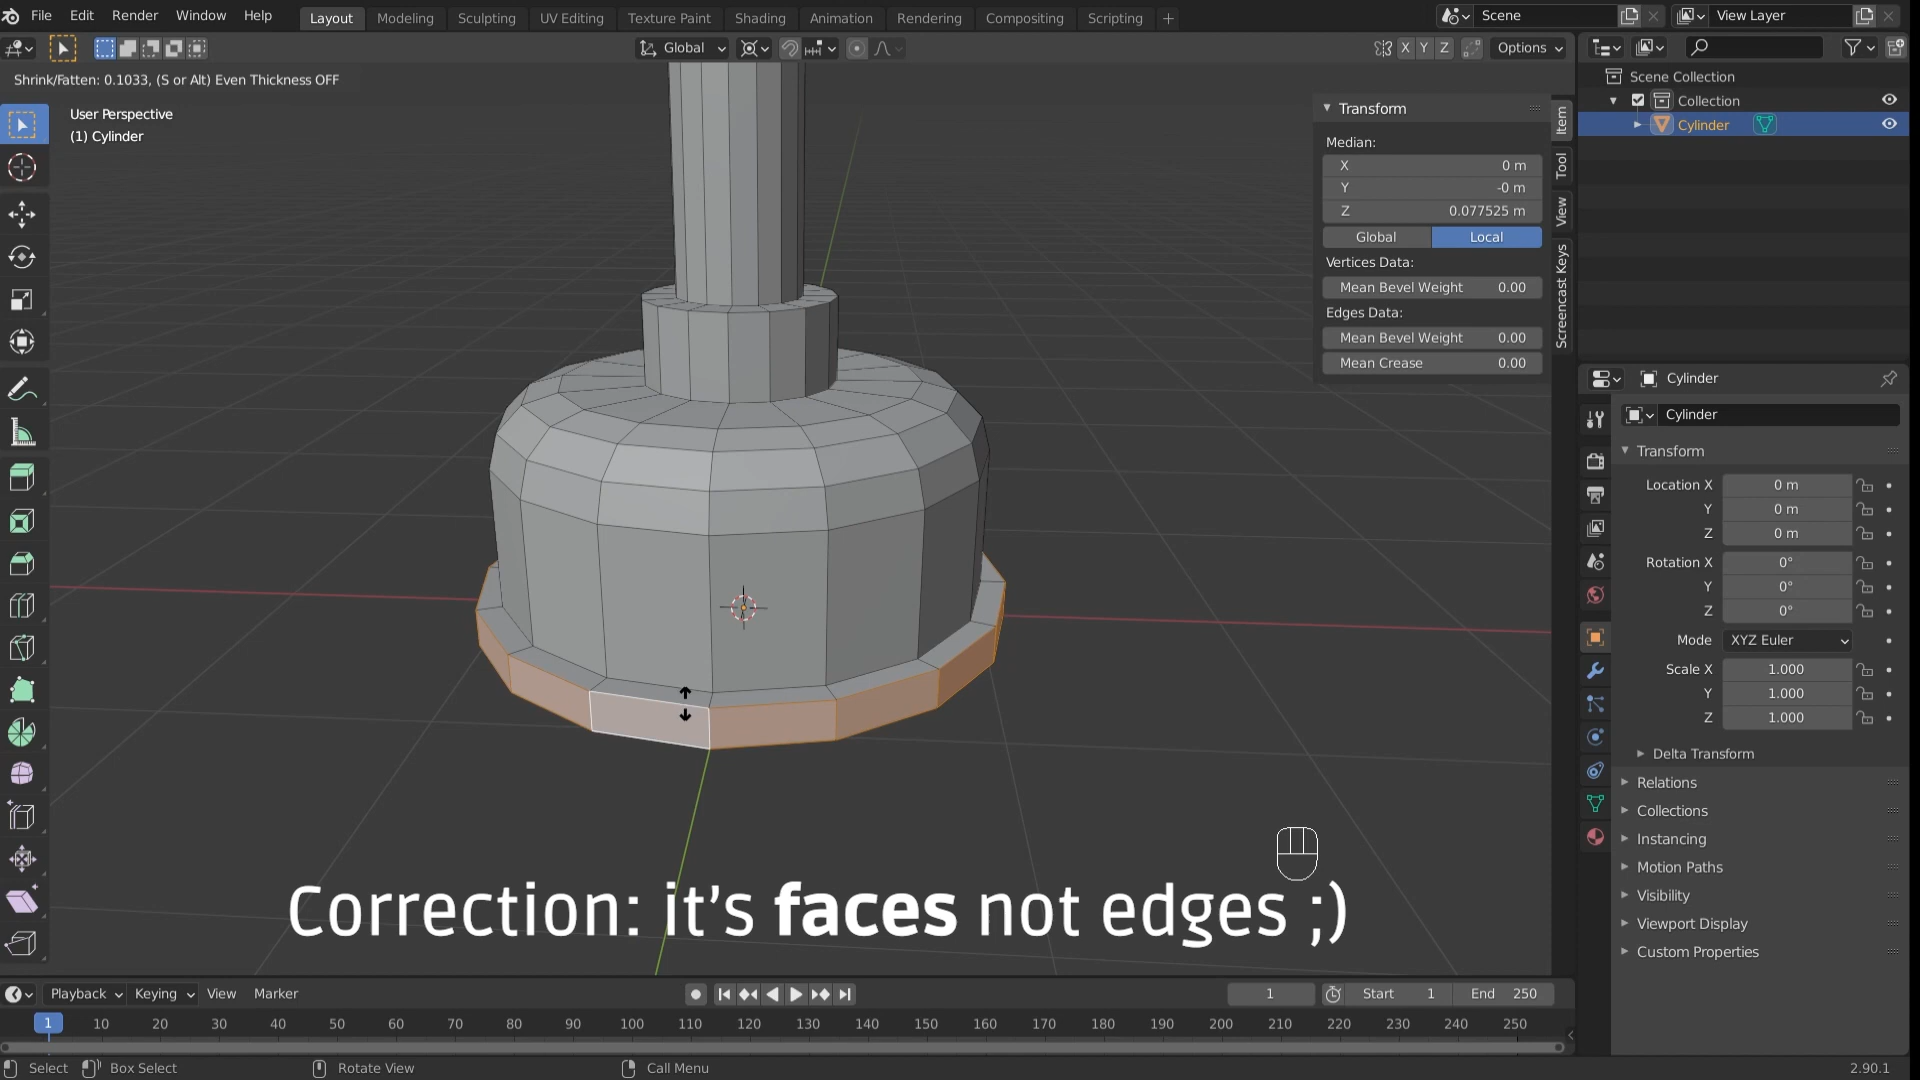 File Edit Render Window Help Layout Modeling Sculpting UV Editing Texture Paint Shading Animation Rendering Compositing Scripting + Scene View Layer
Global X Y Z Options
Shrink/Fatten: 0.1033, (S or Alt) Even Thickness OFF
User Perspective
(1) Cylinder
Transform
Median:
X 0 m
Y -0 m
Z 0.077525 m
Global Local
Vertices Data:
Mean Bevel Weight 0.00
Edges Data:
Mean Bevel Weight 0.00
Mean Crease 0.00
Item
Tool
View
Screencast Keys
Scene Collection
Collection
Cylinder
Cylinder
Cylinder
Transform
Location X 0 m
Y 0 m
Z 0 m
Rotation X 0°
Y 0°
Z 0°
Mode XYZ Euler
Scale X 1.000
Y 1.000
Z 1.000
Delta Transform
Relations
Collections
Instancing
Motion Paths
Visibility
Viewport Display
Custom Properties
Correction: it's faces not edges ;)
Playback Keying View Marker 1 Start 1 End 250
1 10 20 30 40 50 60 70 80 90 100 110 120 130 140 150 160 170 180 190 200 210 220 230 240 250
Select Box Select Rotate View Call Menu 2.90.1